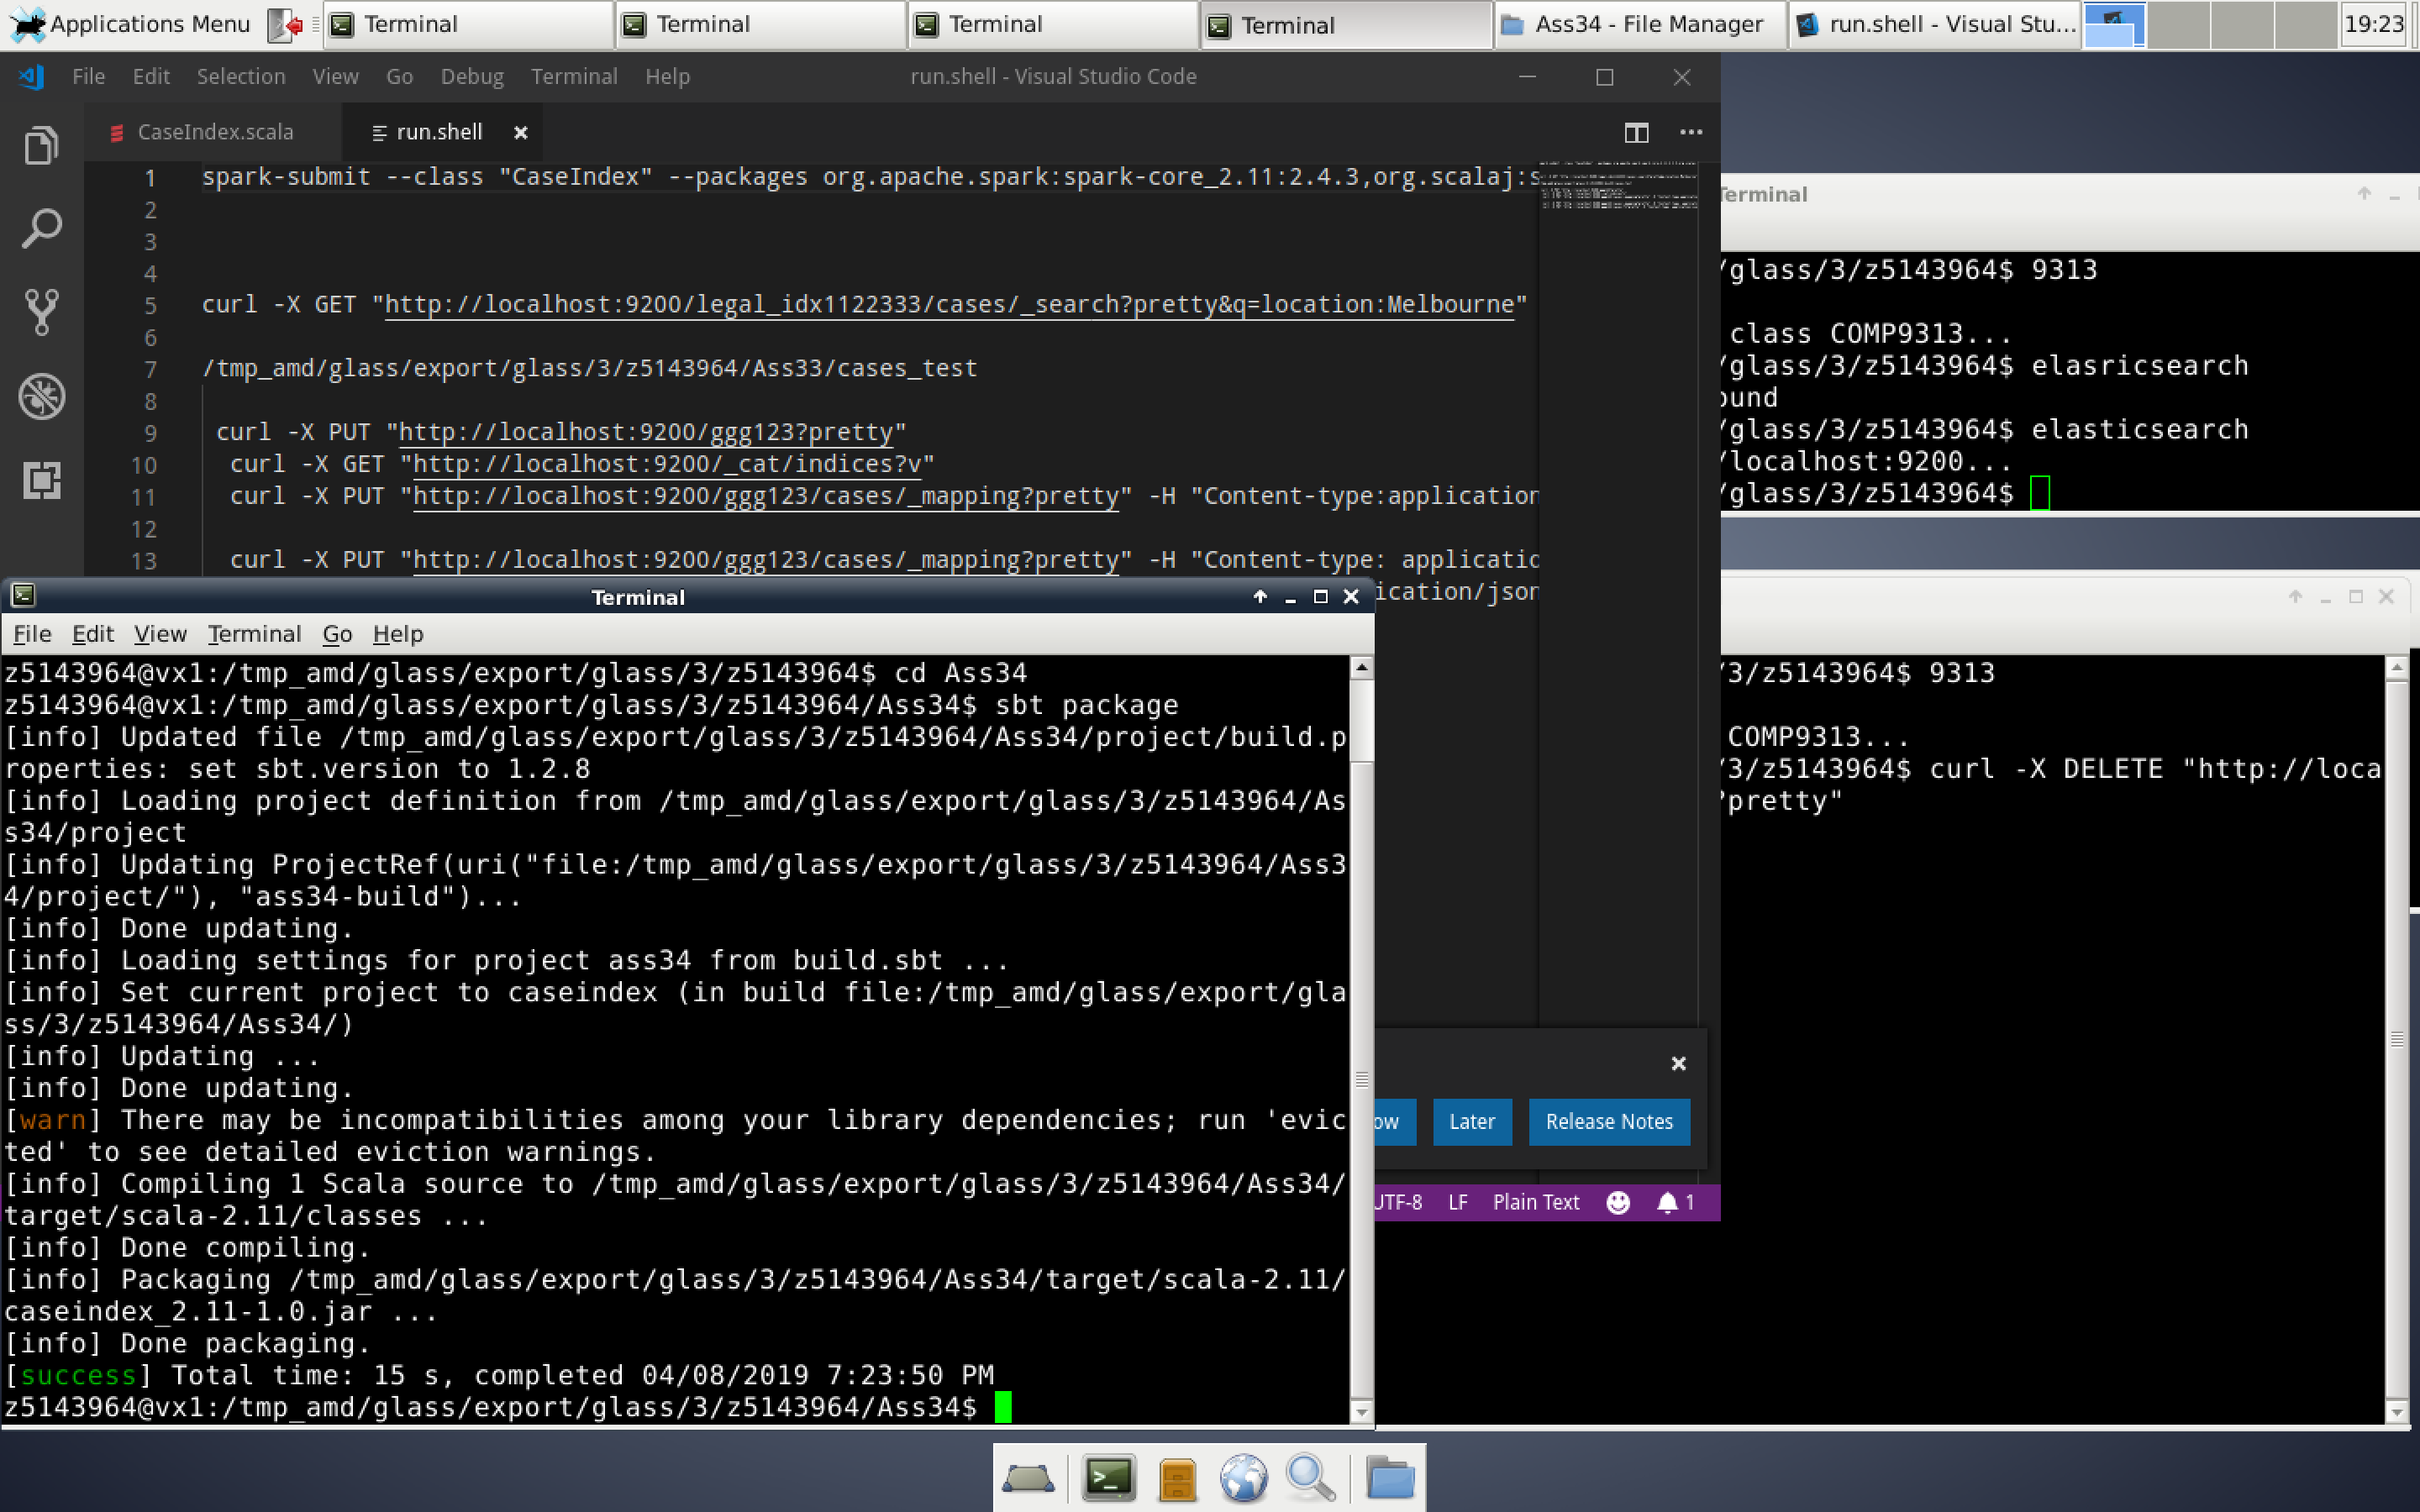 Applications Menu
Terminal
Terminal
Terminal
Terminal
Ass34 - File Manager
run.shell - Visual Stu...
19:23
File Edit Selection View Go Debug Terminal Help
run.shell - Visual Studio Code
CaseIndex.scala
run.shell
1 spark-submit --class "CaseIndex" --packages org.apache.spark:spark-core_2.11:2.4.3,org.scalaj:s
2
3
4
5 curl -X GET "http://localhost:9200/legal_idx1122333/cases/_search?pretty&q=location:Melbourne"
6
7 /tmp_amd/glass/export/glass/3/z5143964/Ass33/cases_test
8
9 curl -X PUT "http://localhost:9200/ggg123?pretty"
10 curl -X GET "http://localhost:9200/_cat/indices?v"
11 curl -X PUT "http://localhost:9200/ggg123/cases/_mapping?pretty" -H "Content-type:application
12
13 curl -X PUT "http://localhost:9200/ggg123/cases/_mapping?pretty" -H "Content-type: applicatio
ication/json
Terminal
/glass/3/z5143964$ 9313
class COMP9313...
/glass/3/z5143964$ elasricsearch
ound
/glass/3/z5143964$ elasticsearch
/localhost:9200...
/glass/3/z5143964$
Terminal
File Edit View Terminal Go Help
z5143964@vx1:/tmp_amd/glass/export/glass/3/z5143964$ cd Ass34
z5143964@vx1:/tmp_amd/glass/export/glass/3/z5143964/Ass34$ sbt package
[info] Updated file /tmp_amd/glass/export/glass/3/z5143964/Ass34/project/build.p
roperties: set sbt.version to 1.2.8
[info] Loading project definition from /tmp_amd/glass/export/glass/3/z5143964/As
s34/project
[info] Updating ProjectRef(uri("file:/tmp_amd/glass/export/glass/3/z5143964/Ass3
4/project/"), "ass34-build")...
[info] Done updating.
[info] Loading settings for project ass34 from build.sbt ...
[info] Set current project to caseindex (in build file:/tmp_amd/glass/export/gla
ss/3/z5143964/Ass34/)
[info] Updating ...
[info] Done updating.
[warn] There may be incompatibilities among your library dependencies; run 'evic
ted' to see detailed eviction warnings.
[info] Compiling 1 Scala source to /tmp_amd/glass/export/glass/3/z5143964/Ass34/
target/scala-2.11/classes ...
[info] Done compiling.
[info] Packaging /tmp_amd/glass/export/glass/3/z5143964/Ass34/target/scala-2.11/
caseindex_2.11-1.0.jar ...
[info] Done packaging.
[success] Total time: 15 s, completed 04/08/2019 7:23:50 PM
z5143964@vx1:/tmp_amd/glass/export/glass/3/z5143964/Ass34$
/3/z5143964$ 9313
COMP9313...
/3/z5143964$ curl -X DELETE "http://loca
?pretty"
ow
Later
Release Notes
UTF-8 LF Plain Text 1